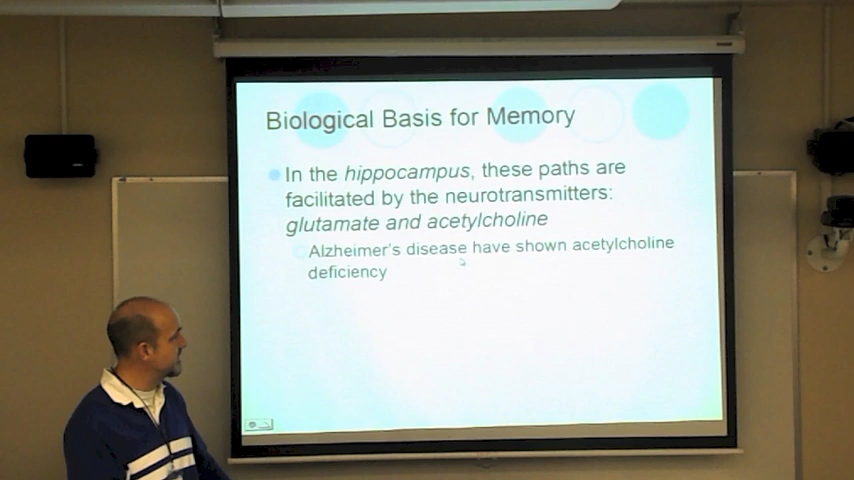 Biological Basis for Memory
In the hippocampus, these paths are
facilitated by the neurotransmitters:
glutamate and acetylcholine
Alzheimer's disease have shown acetylcholine
deficiency